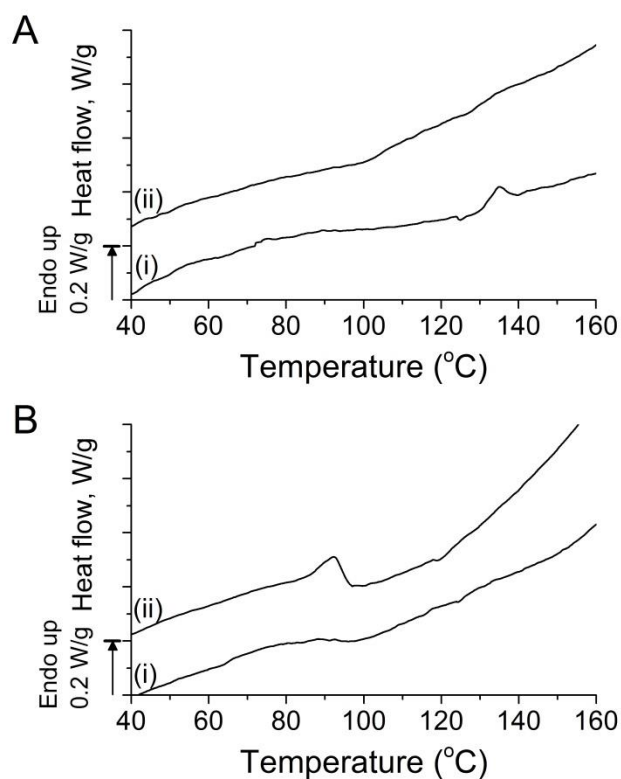 A
Endo up
0.2 W/g Heat flow, W/g
(ii)
(i)
40 60 80 100 120 140 160
Temperature (°C)
B
Endo up
0.2 W/g Heat flow, W/g
(ii)
(i)
40 60 80 100 120 140 160
Temperature (°C)